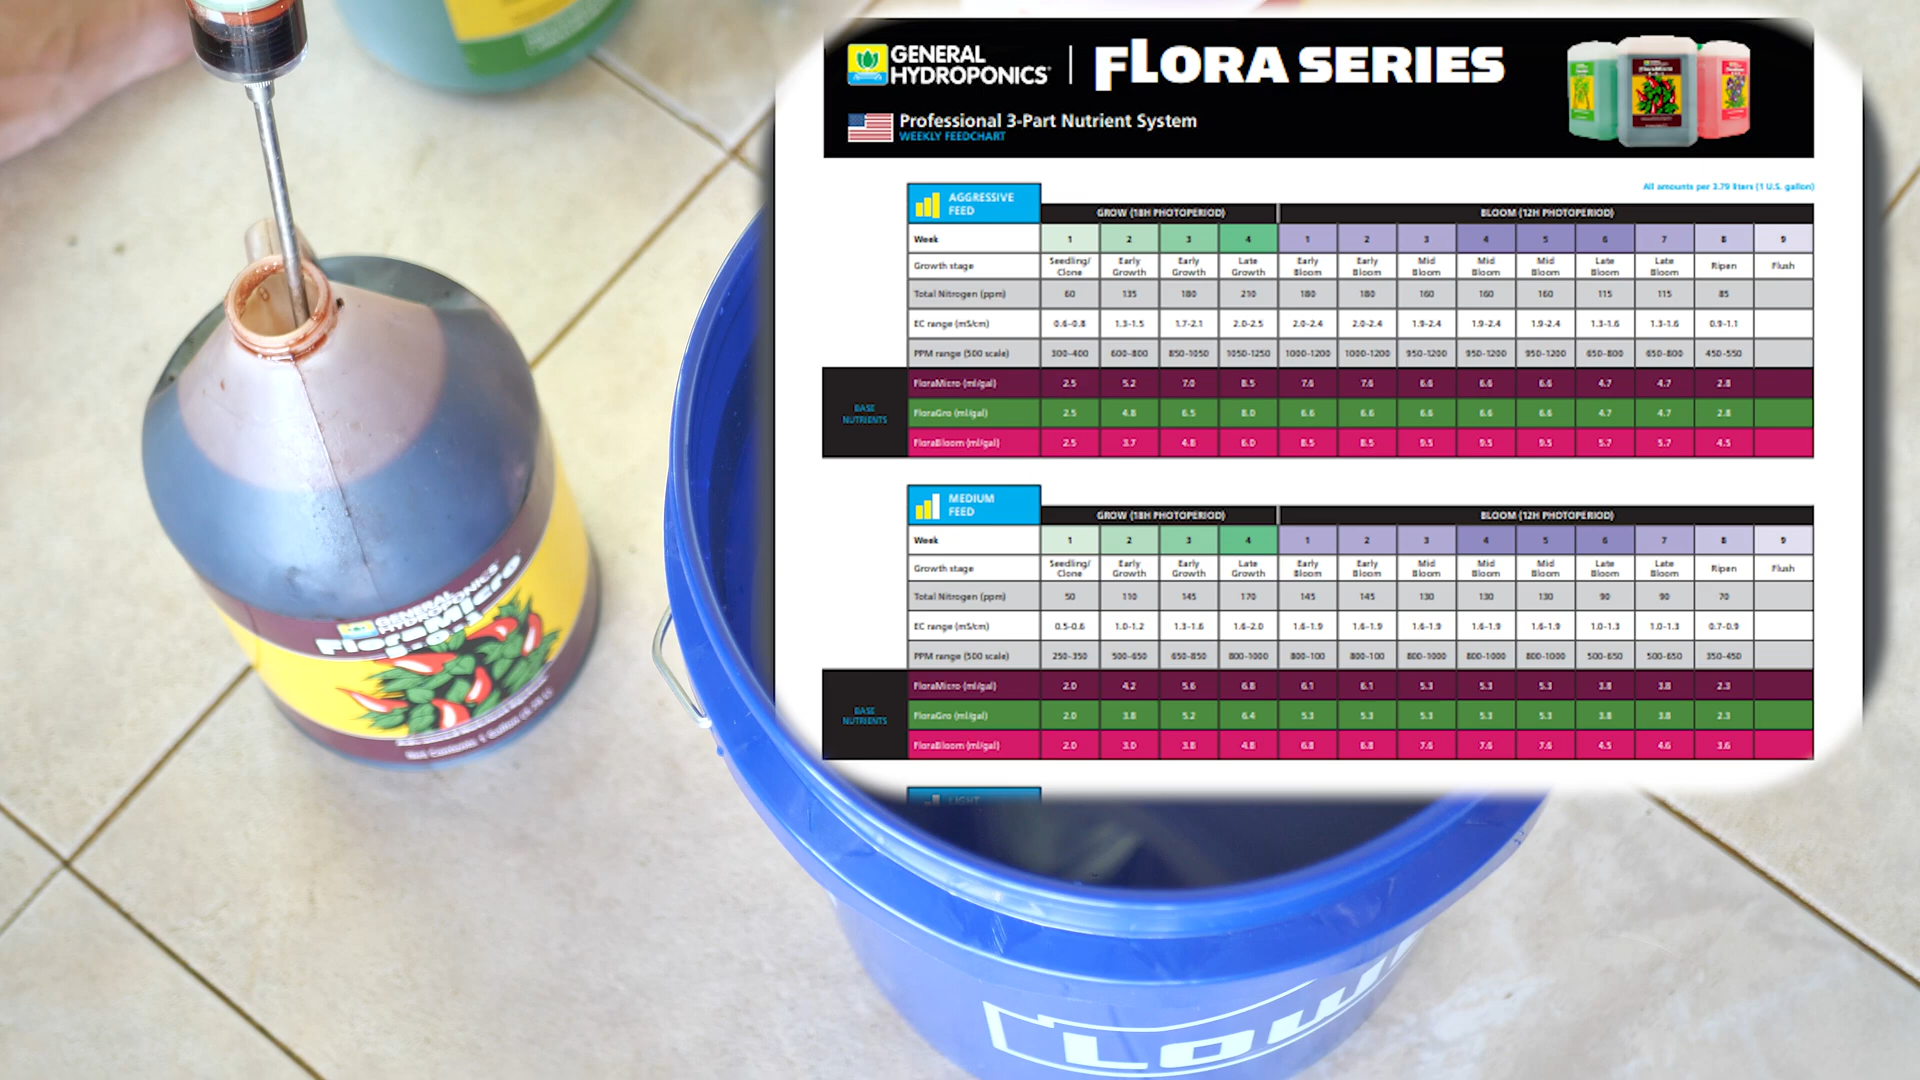 GENERAL HYDROPONICS
FloraMicro
5-0-1
GENERAL HYDROPONICS | FLORA SERIES
Professional 3-Part Nutrient System
WEEKLY FEEDCHART
All amounts per 3.79 liters (1 U.S. gallon)
AGGRESSIVE FEED
GROW (18H PHOTOPERIOD) BLOOM (12H PHOTOPERIOD)
Week 1 2 3 4 1 2 3 4 5 6 7 8 9
Growth stage Seedling/Clone Early Growth Early Growth Late Growth Early Bloom Early Bloom Mid Bloom Mid Bloom Mid Bloom Late Bloom Late Bloom Ripen Flush
Total Nitrogen (ppm) 60 135 180 210 180 180 160 160 160 115 115 85
EC range (mS/cm) 0.6-0.8 1.3-1.5 1.7-2.1 2.0-2.5 2.0-2.4 2.0-2.4 1.9-2.4 1.9-2.4 1.9-2.4 1.3-1.6 1.3-1.6 0.9-1.1
PPM range (500 scale) 300-400 600-800 850-1050 1050-1250 1000-1200 1000-1200 950-1200 950-1200 950-1200 650-800 650-800 450-550
BASE NUTRIENTS
FloraMicro (ml/gal) 2.5 5.2 7.0 8.5 7.6 7.6 6.6 6.6 6.6 4.7 4.7 2.8
FloraGro (ml/gal) 2.5 4.8 6.5 8.0 6.6 6.6 6.6 6.6 6.6 4.7 4.7 2.8
FloraBloom (ml/gal) 2.5 3.7 4.8 6.0 8.5 8.5 9.5 9.5 9.5 5.7 5.7 4.5
MEDIUM FEED
GROW (18H PHOTOPERIOD) BLOOM (12H PHOTOPERIOD)
Week 1 2 3 4 1 2 3 4 5 6 7 8 9
Growth stage Seedling/Clone Early Growth Early Growth Late Growth Early Bloom Early Bloom Mid Bloom Mid Bloom Mid Bloom Late Bloom Late Bloom Ripen Flush
Total Nitrogen (ppm) 50 110 145 170 145 145 130 130 130 90 90 70
EC range (mS/cm) 0.5-0.6 1.0-1.2 1.3-1.6 1.6-2.0 1.6-1.9 1.6-1.9 1.6-1.9 1.6-1.9 1.6-1.9 1.0-1.3 1.0-1.3 0.7-0.9
PPM range (500 scale) 250-350 500-650 650-850 800-1000 800-100 800-100 800-1000 800-1000 800-1000 500-650 500-650 350-450
BASE NUTRIENTS
FloraMicro (ml/gal) 2.0 4.2 5.6 6.8 6.1 6.1 5.3 5.3 5.3 3.8 3.8 2.3
FloraGro (ml/gal) 2.0 3.8 5.2 6.4 5.3 5.3 5.3 5.3 5.3 3.8 3.8 2.3
FloraBloom (ml/gal) 2.0 3.0 3.8 4.8 6.8 6.8 7.6 7.6 7.6 4.5 4.6 3.6
LIGHT
Low